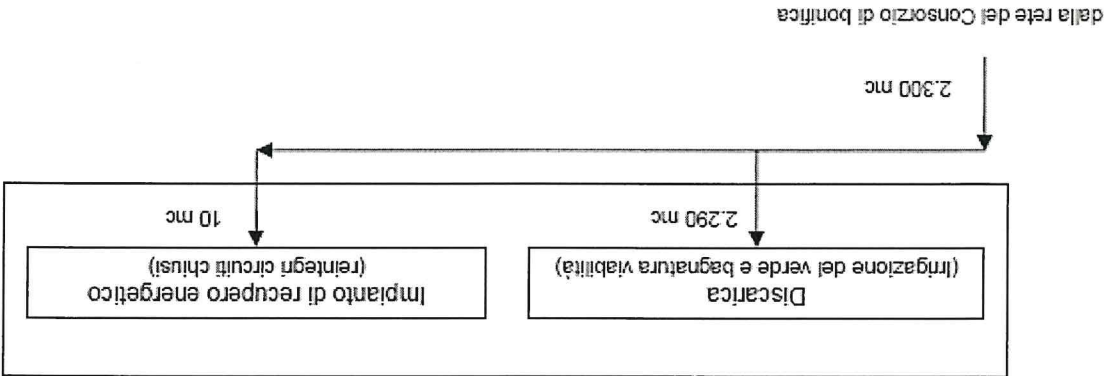 Discarica
(Irrigazione del verde e bagnatura viabilità)
Impianto di recupero energetico
(reintegri circuiti chiusi)
2.290 mc
10 mc
2.300 mc
dalla rete del Consorzio di bonifica